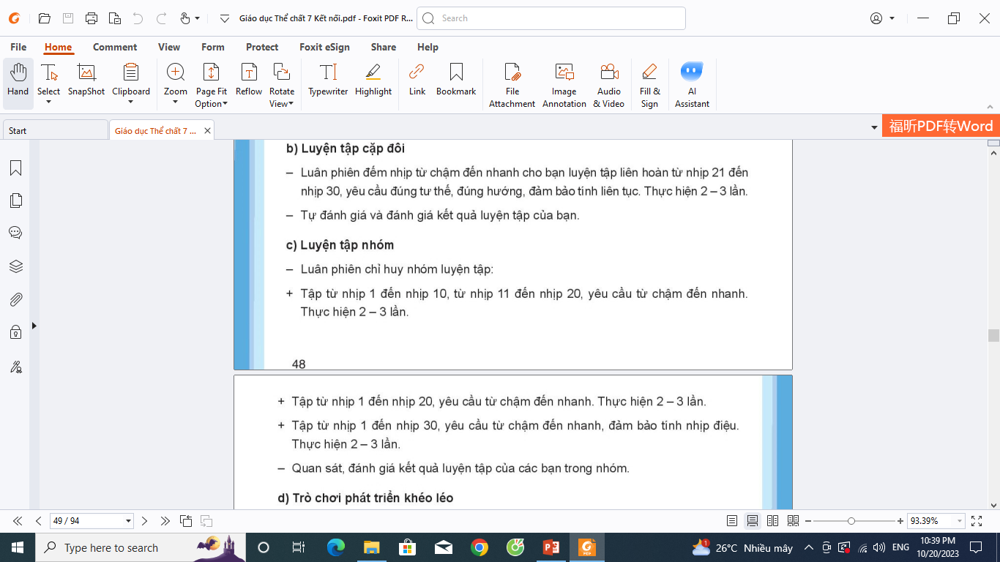 Giáo dục Thể chất 7 Kết nối.pdf - Foxit PDF R...
Search
File Home Comment View Form Protect Foxit eSign Share Help
Hand
Select
SnapShot
Clipboard
Zoom
Page Fit
Option
Reflow
Rotate
View
Typewriter
Highlight
Link
Bookmark
File
Attachment
Image
Annotation
Audio
& Video
Fill &
Sign
AI
Assistant
Start
Giáo dục Thể chất 7 ...
福昕PDF转Word
b) Luyện tập cặp đôi
– Luân phiên đếm nhịp từ chậm đến nhanh cho bạn luyện tập liên hoàn từ nhịp 21 đến
nhịp 30, yêu cầu đúng tư thế, đúng hướng, đảm bảo tính liên tục. Thực hiện 2 – 3 lần.
– Tự đánh giá và đánh giá kết quả luyện tập của bạn.
c) Luyện tập nhóm
– Luân phiên chỉ huy nhóm luyện tập:
+ Tập từ nhịp 1 đến nhịp 10, từ nhịp 11 đến nhịp 20, yêu cầu từ chậm đến nhanh.
Thực hiện 2 – 3 lần.
48
+ Tập từ nhịp 1 đến nhịp 20, yêu cầu từ chậm đến nhanh. Thực hiện 2 – 3 lần.
+ Tập từ nhịp 1 đến nhịp 30, yêu cầu từ chậm đến nhanh, đảm bảo tính nhịp điệu.
Thực hiện 2 – 3 lần.
– Quan sát, đánh giá kết quả luyện tập của các bạn trong nhóm.
d) Trò chơi phát triển khéo léo
49 / 94
93.39%
Type here to search
26°C Nhiều mây
ENG
10:39 PM
10/20/2023